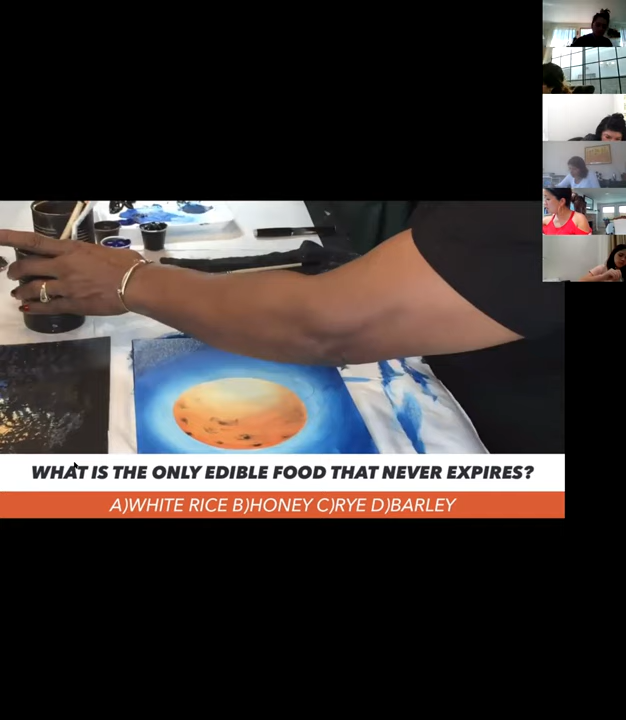 WHAT IS THE ONLY EDIBLE FOOD THAT NEVER EXPIRES?
A)WHITE RICE B)HONEY C)RYE D)BARLEY